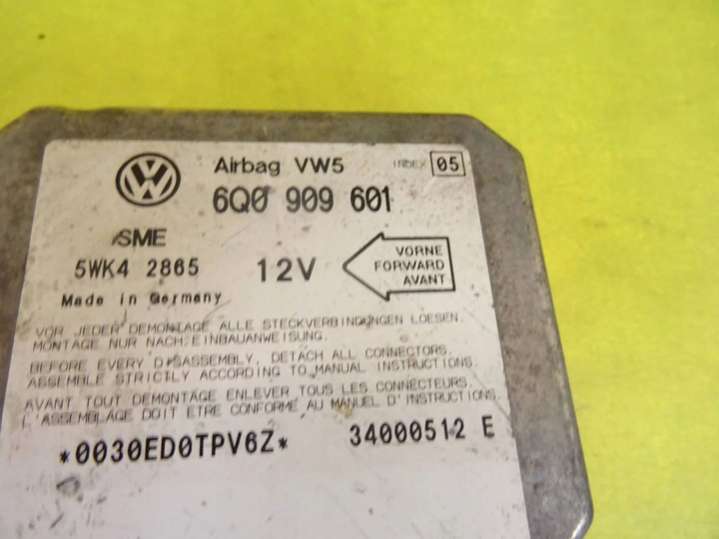 Airbag VW5 INDEX 05
6Q0 909 601
SME
5WK4 2865 12V
VORNE
FORWARD
AVANT
Made in Germany
VOR JEDER DEMONTAGE ALLE STECKVERBINDUNGEN LOESEN.
MONTAGE NUR NACH EINBAUANWEISUNG.
BEFORE EVERY DISASSEMBLY, DETACH ALL CONNECTORS.
ASSEMBLE STRICTLY ACCORDING TO MANUAL INSTRUCTIONS.
AVANT TOUT DEMONTAGE ENLEVER TOUS LES CONNECTEURS.
L'ASSEMBLAGE DOIT ETRE CONFORME AU MANUEL D'INSTRUCTIONS.
*0030ED0TPV6Z* 34000512 E